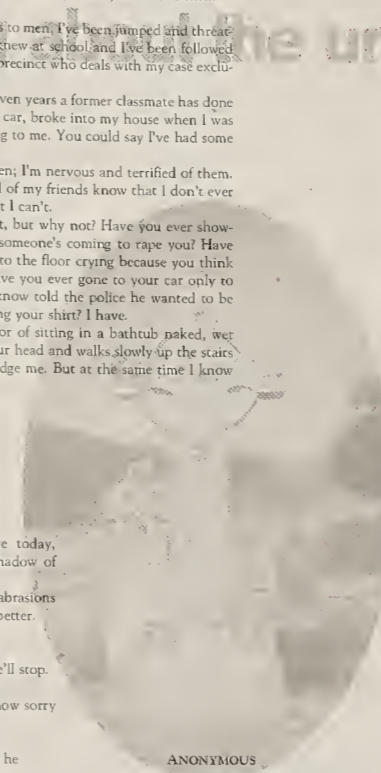 the un
s to men, I've been jumped and threat-
knew at school and I've been followed
precinct who deals with my case exclu-
ven years a former classmate has done
car, broke into my house when I was
g to me. You could say I've had some
en; I'm nervous and terrified of them.
l of my friends know that I don't ever
t I can't.
t, but why not? Have you ever show-
someone's coming to rape you? Have
to the floor crying because you think
ve you ever gone to your car only to
now told the police he wanted to be
ng your shirt? I have.
or of sitting in a bathtub naked, wet
ur head and walks slowly up the stairs
dge me. But at the same time I know
e today,
hadow of
abrasions
better.
e'll stop.
ow sorry
he
ANONYMOUS